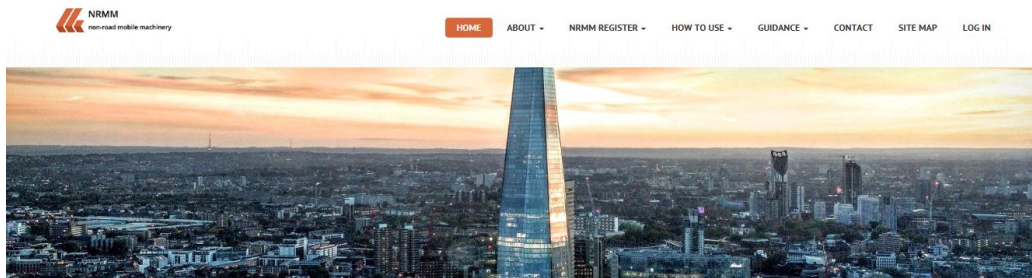 NRMM
non-road mobile machinery
HOME ABOUT NRMM REGISTER HOW TO USE GUIDANCE CONTACT SITE MAP LOG IN